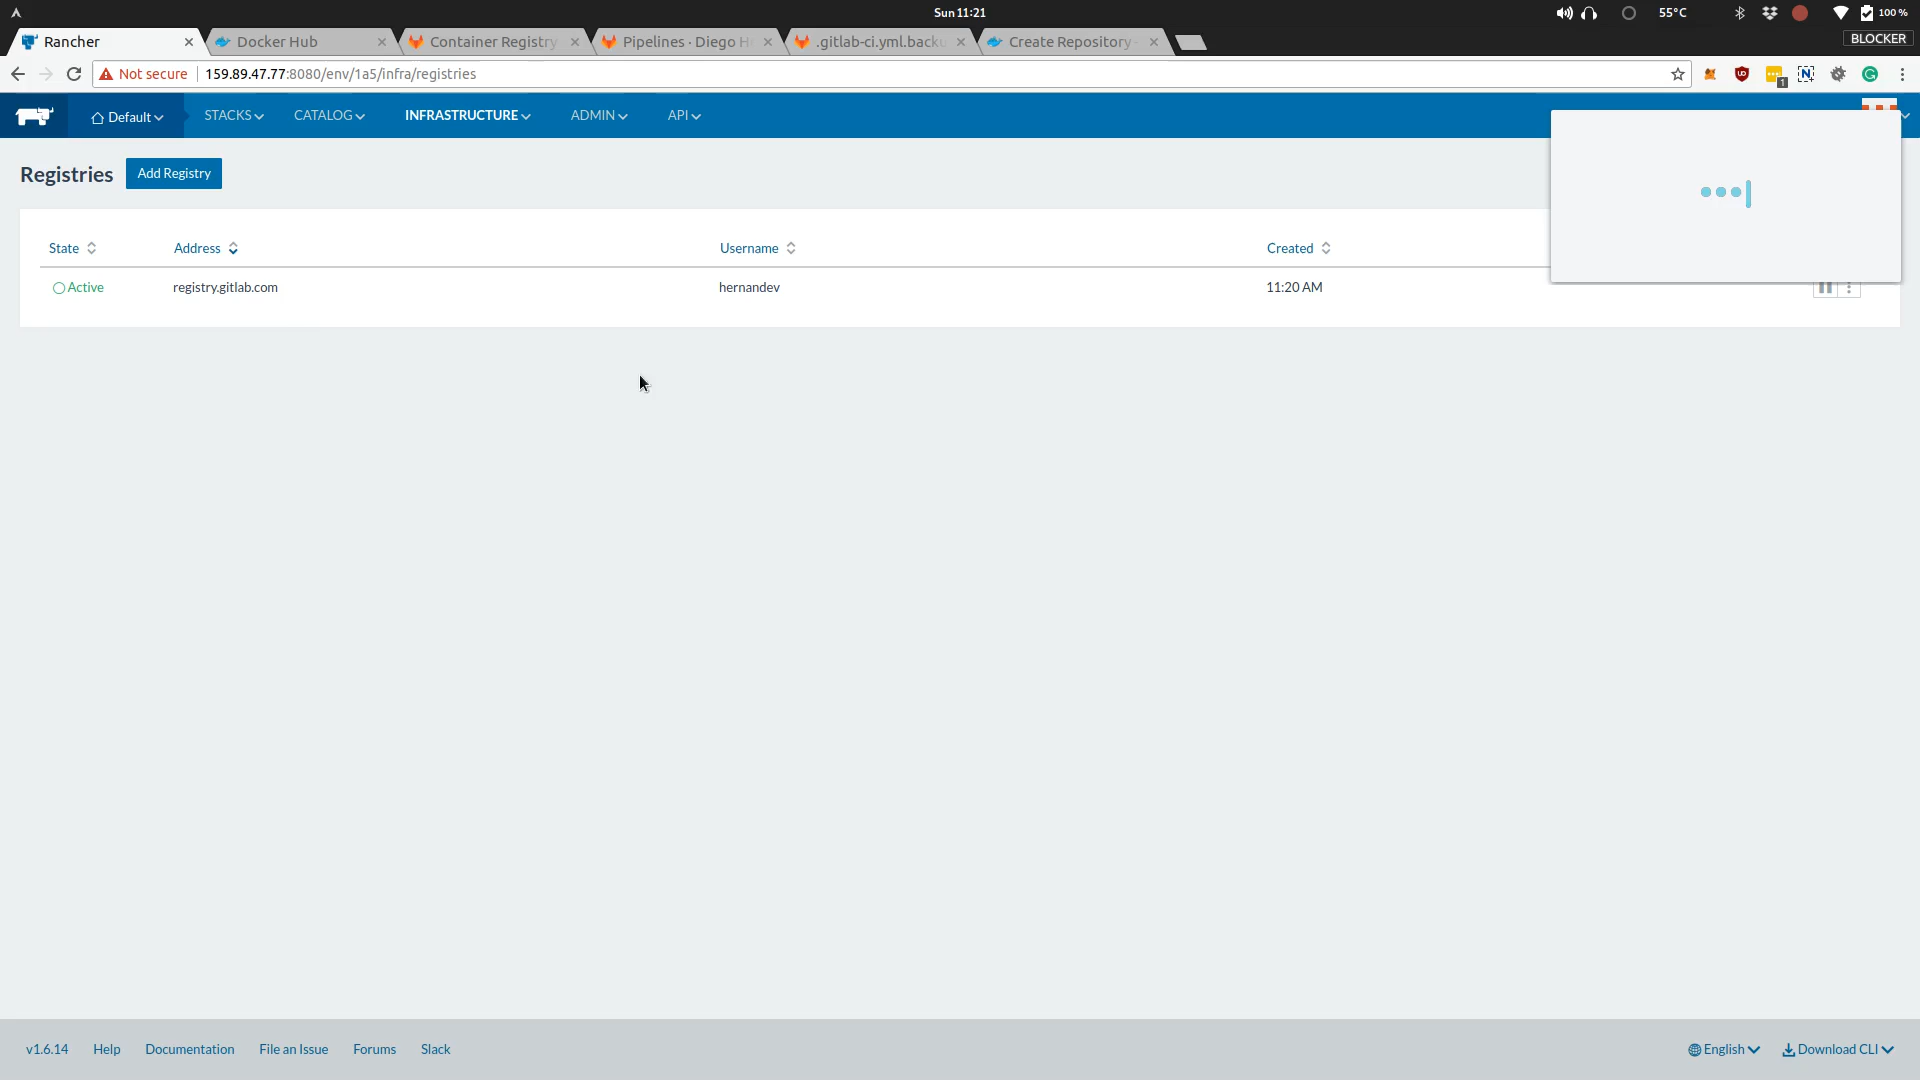 Sun 11:21
55°C
100 %
Rancher
Docker Hub
Container Registry
Pipelines · Diego He
.gitlab-ci.yml.backu
Create Repository
BLOCKER
Not secure
159.89.47.77:8080/env/1a5/infra/registries
1
Default
STACKS
CATALOG
INFRASTRUCTURE
ADMIN
API
Registries
Add Registry
State
Address
Username
Created
Active
registry.gitlab.com
hernandev
11:20 AM
v1.6.14
Help
Documentation
File an Issue
Forums
Slack
English
Download CLI